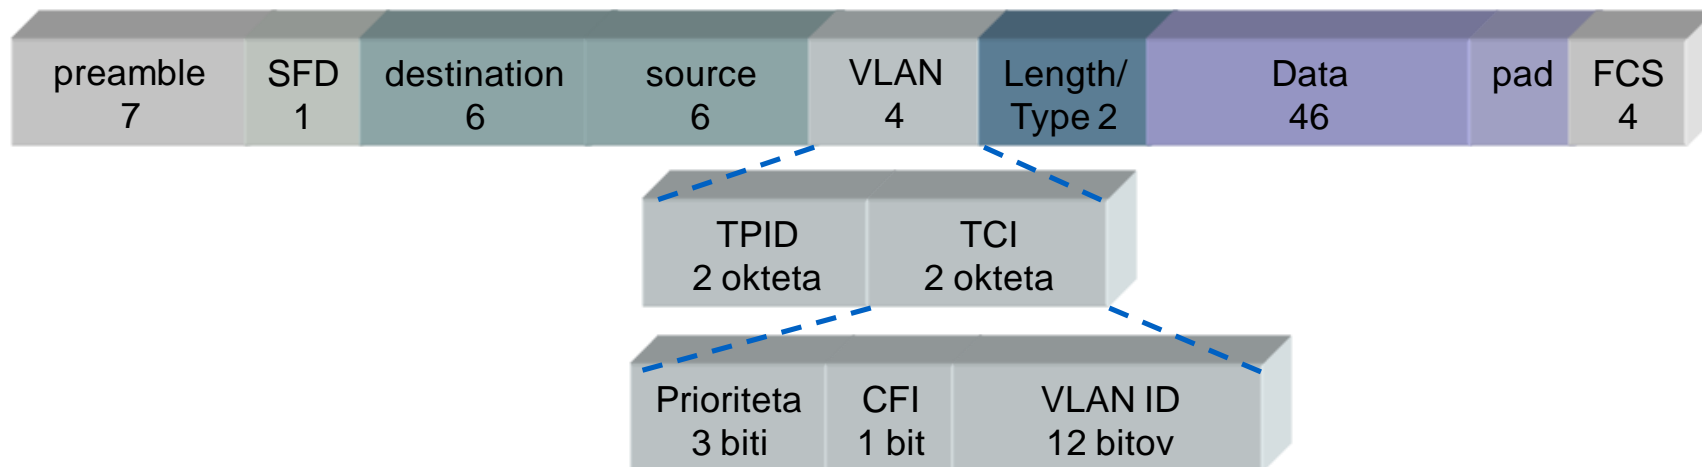 preamble
7
SFD
1
destination
6
source
6
VLAN
4
Length/
Type 2
Data
46
pad
FCS
4
TPID
2 okteta
TCI
2 okteta
Prioriteta
3 biti
CFI
1 bit
VLAN ID
12 bitov